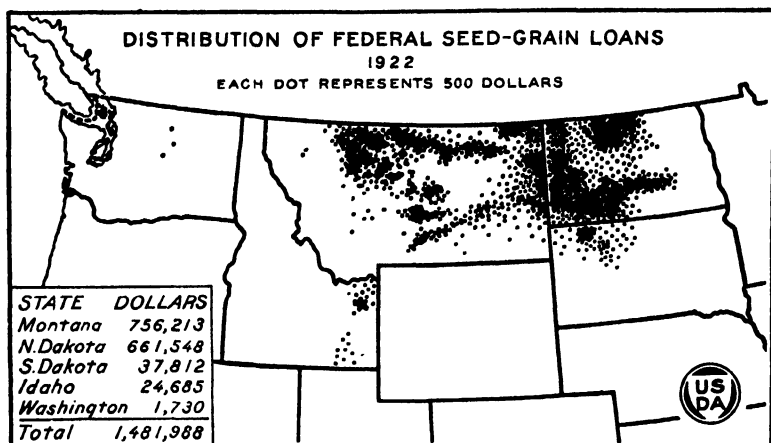 DISTRIBUTION OF FEDERAL SEED-GRAIN LOANS
1922
EACH DOT REPRESENTS 500 DOLLARS
STATE DOLLARS
Montana 756,213
N.Dakota 661,548
S.Dakota 37,812
Idaho 24,685
Washington 1,730
Total 1,481,988
US
DA